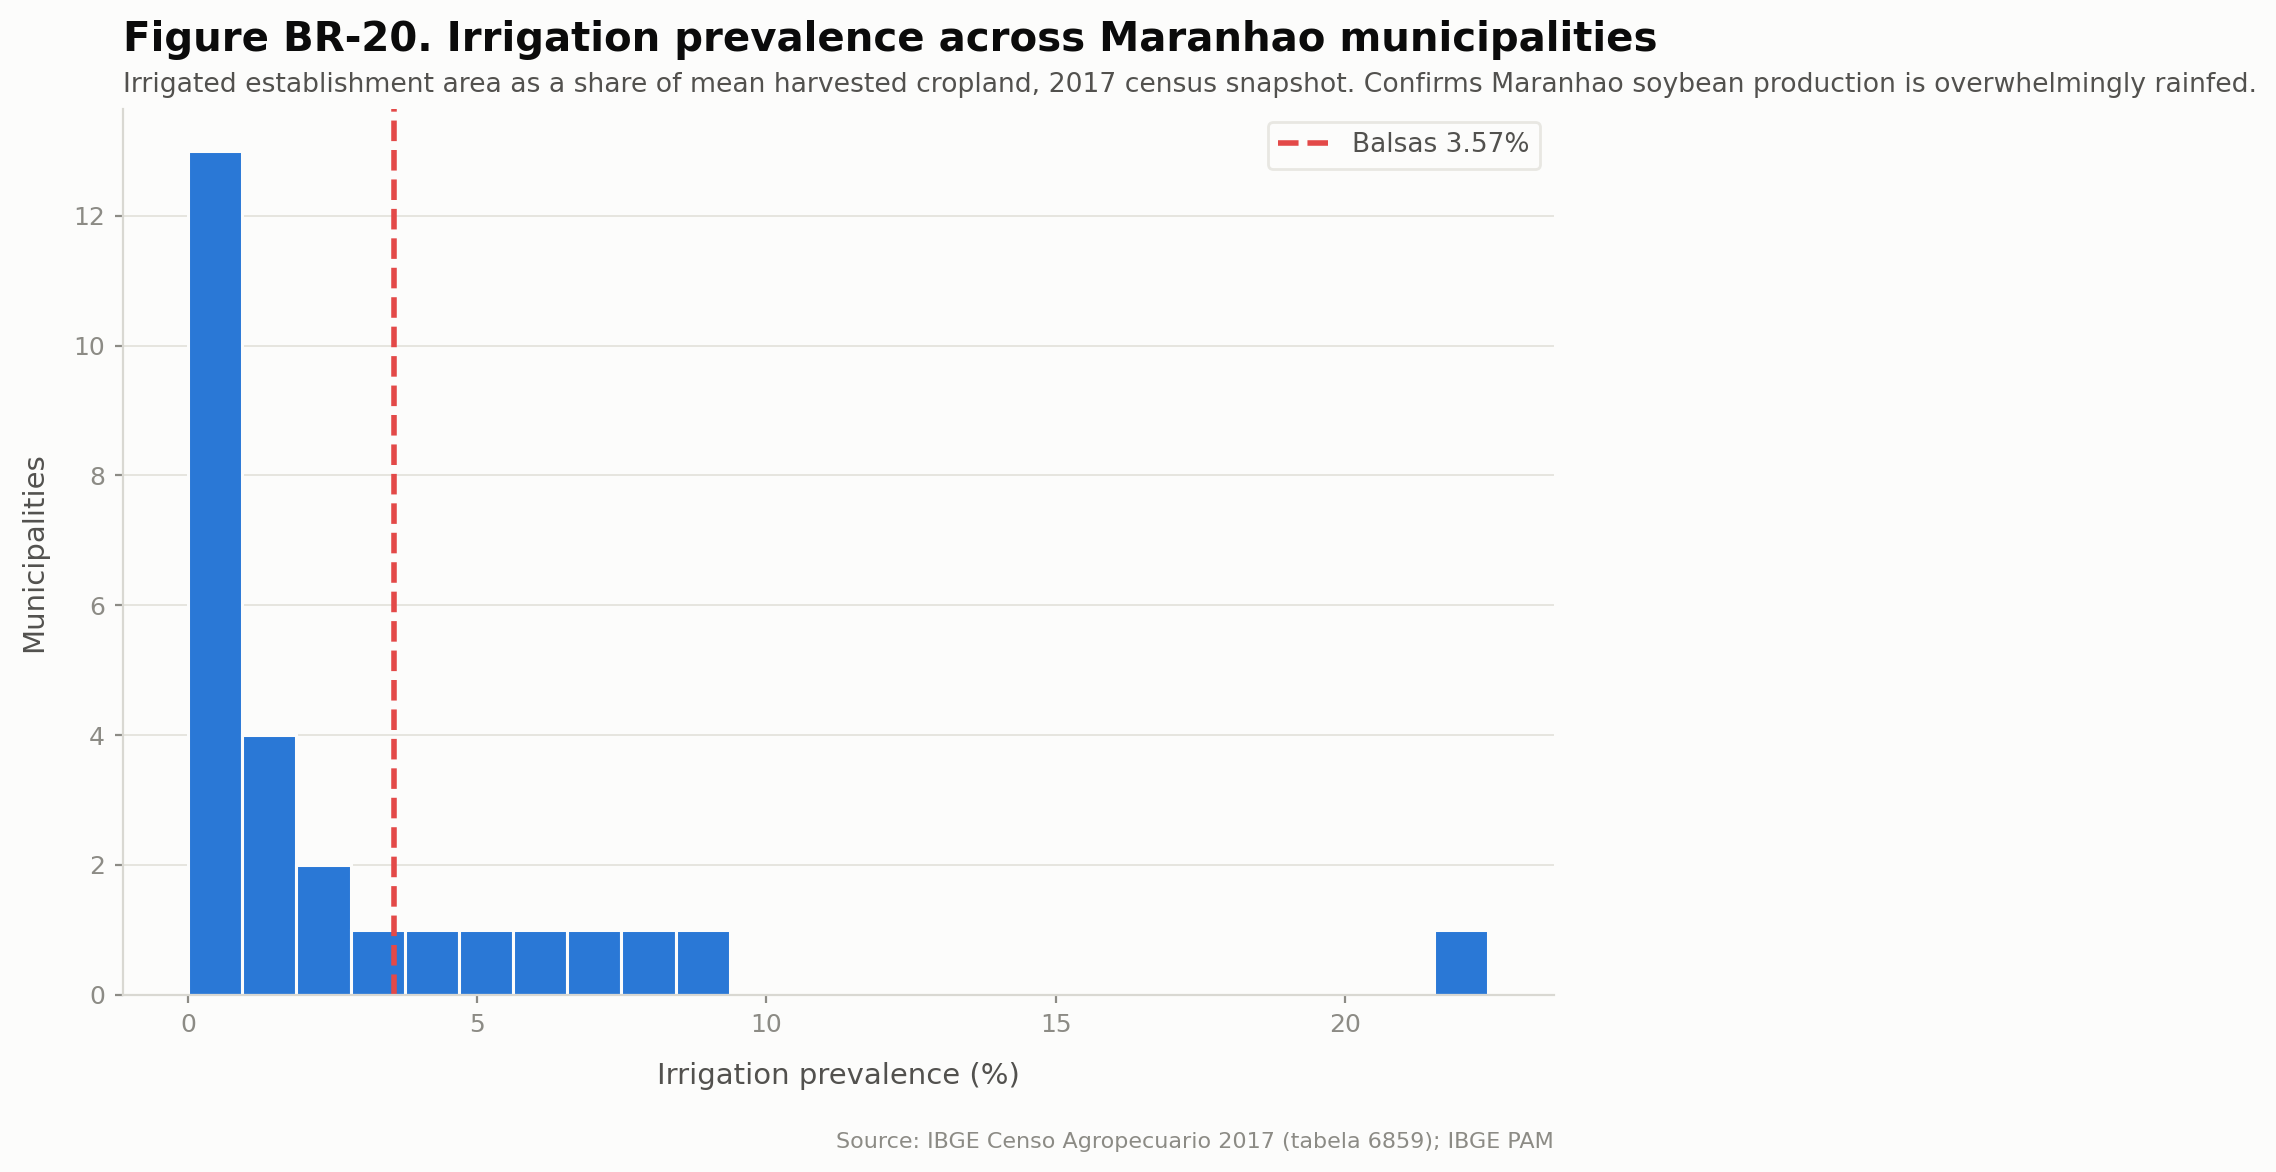 Figure BR-20. Irrigation prevalence across Maranhao municipalities
Irrigated establishment area as a share of mean harvested cropland, 2017 census snapshot. Confirms Maranhao soybean production is overwhelmingly rainfed.
Balsas 3.57%
12
10
8
6
4
2
0
Municipalities
0 5 10 15 20
Irrigation prevalence (%)
Source: IBGE Censo Agropecuario 2017 (tabela 6859); IBGE PAM